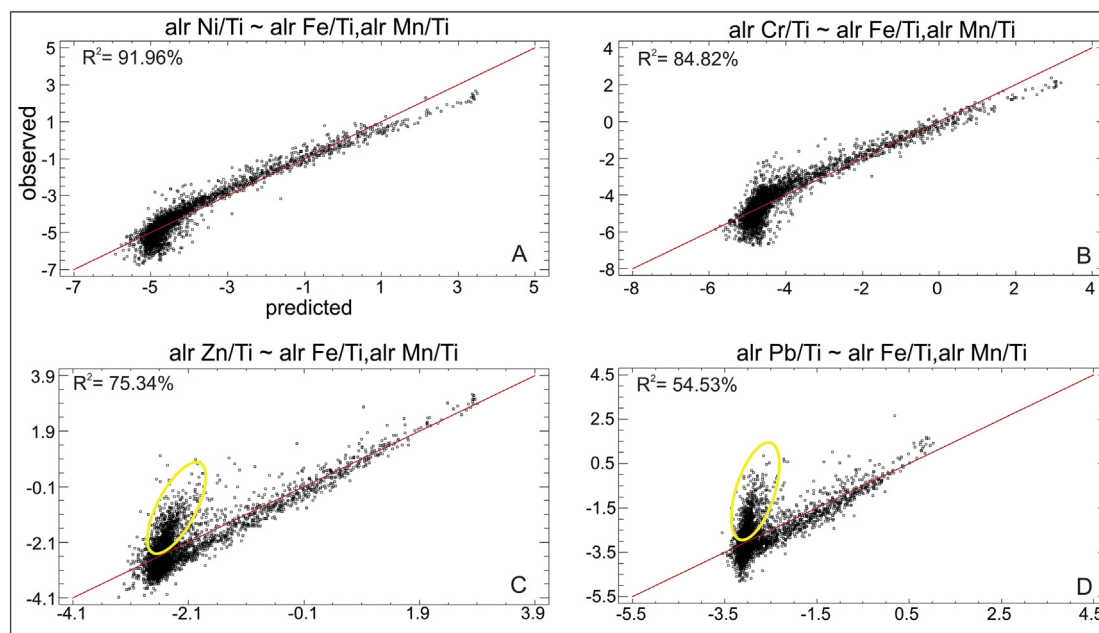 alr Ni/Ti ~ alr Fe/Ti,alr Mn/Ti
R²= 91.96%
5
3
1
-1
-3
-5
-7
observed
A
-7 -5 -3 -1 1 3 5
predicted
alr Cr/Ti ~ alr Fe/Ti,alr Mn/Ti
R²= 84.82%
4
2
0
-2
-4
-6
-8
B
-8 -6 -4 -2 0 2 4
alr Zn/Ti ~ alr Fe/Ti,alr Mn/Ti
R²= 75.34%
3.9
1.9
-0.1
-2.1
-4.1
C
-4.1 -2.1 -0.1 1.9 3.9
alr Pb/Ti ~ alr Fe/Ti,alr Mn/Ti
R²= 54.53%
4.5
2.5
0.5
-1.5
-3.5
-5.5
D
-5.5 -3.5 -1.5 0.5 2.5 4.5